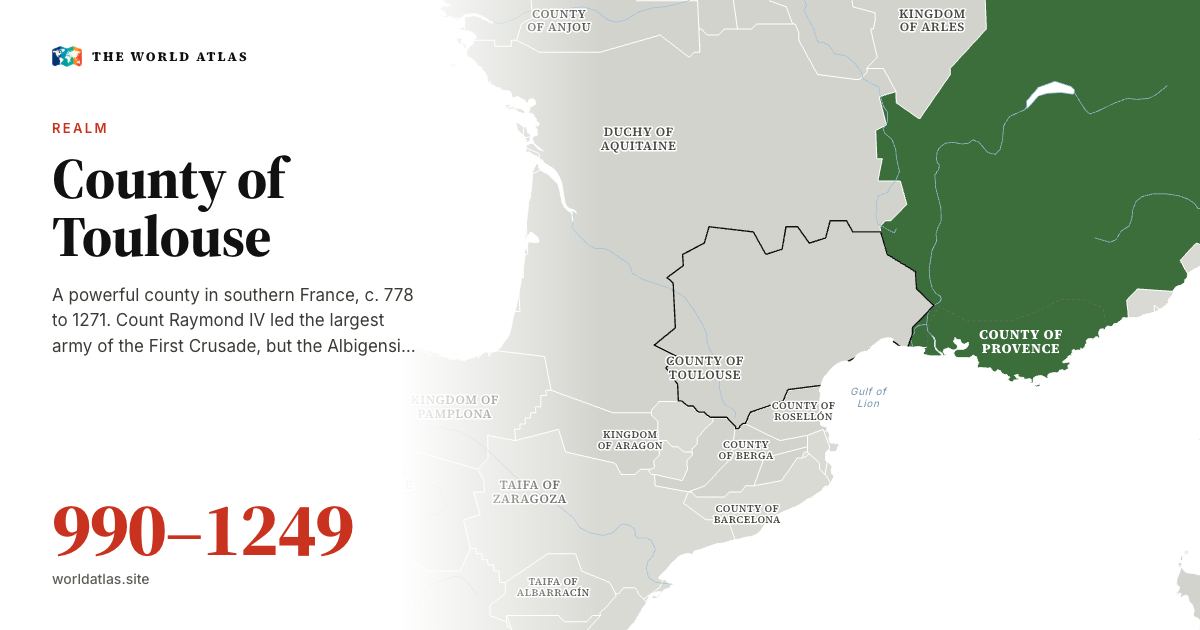 THE WORLD ATLAS
REALM
County of
Toulouse
A powerful county in southern France, c. 778
to 1271. Count Raymond IV led the largest
army of the First Crusade, but the Albigensi...
990–1249
worldatlas.site
COUNTY
OF ANJOU
KINGDOM
OF ARLES
DUCHY OF
AQUITAINE
COUNTY OF
PROVENCE
COUNTY OF
TOULOUSE
Gulf of
Lion
KINGDOM OF
PAMPLONA
COUNTY OF
ROSELLÓN
KINGDOM
OF ARAGON
COUNTY
OF BERGA
TAIFA OF
ZARAGOZA
COUNTY OF
BARCELONA
TAIFA OF
ALBARRACÍN